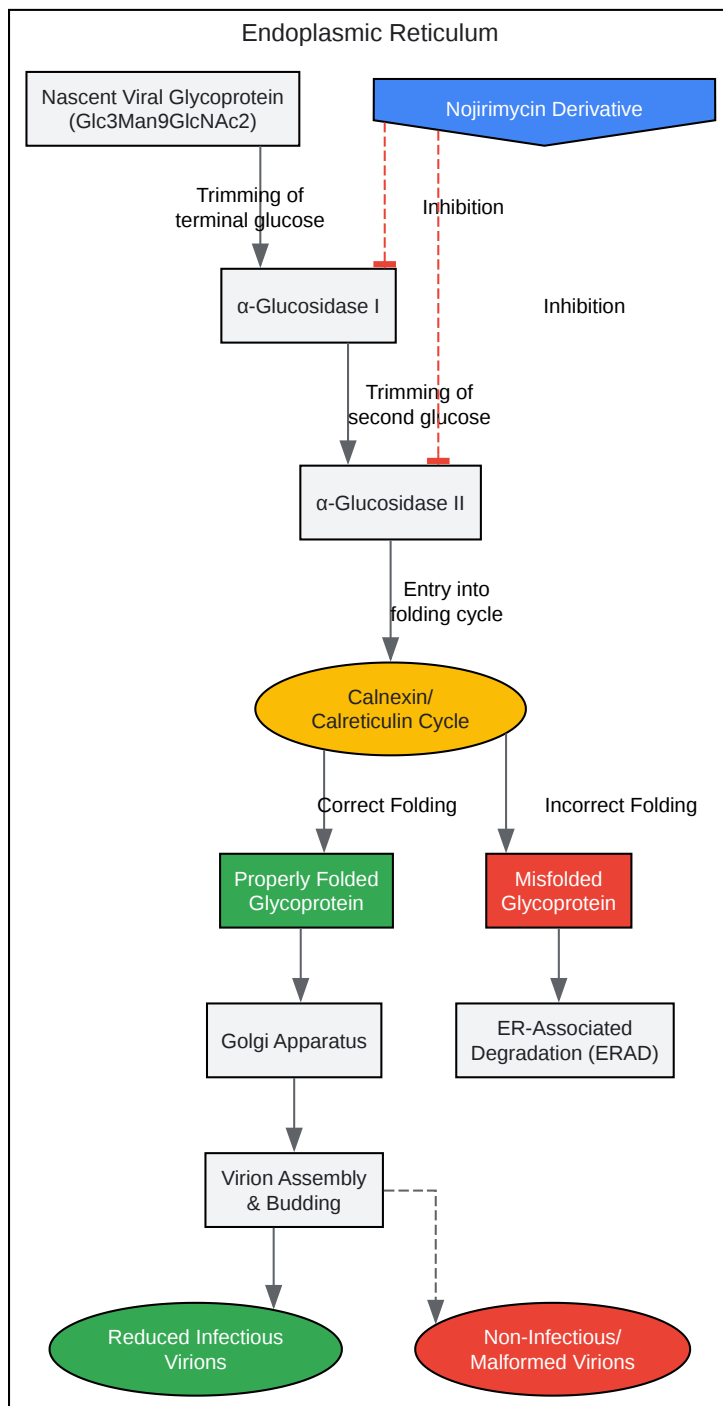 Endoplasmic Reticulum
Nascent Viral Glycoprotein
(Glc3Man9GlcNAc2)
Nojirimycin Derivative
Trimming of
terminal glucose
Inhibition
α-Glucosidase I
Inhibition
Trimming of
second glucose
α-Glucosidase II
Entry into
folding cycle
Calnexin/
Calreticulin Cycle
Correct Folding
Incorrect Folding
Properly Folded
Glycoprotein
Misfolded
Glycoprotein
Golgi Apparatus
ER-Associated
Degradation (ERAD)
Virion Assembly
& Budding
Reduced Infectious
Virions
Non-Infectious/
Malformed Virions